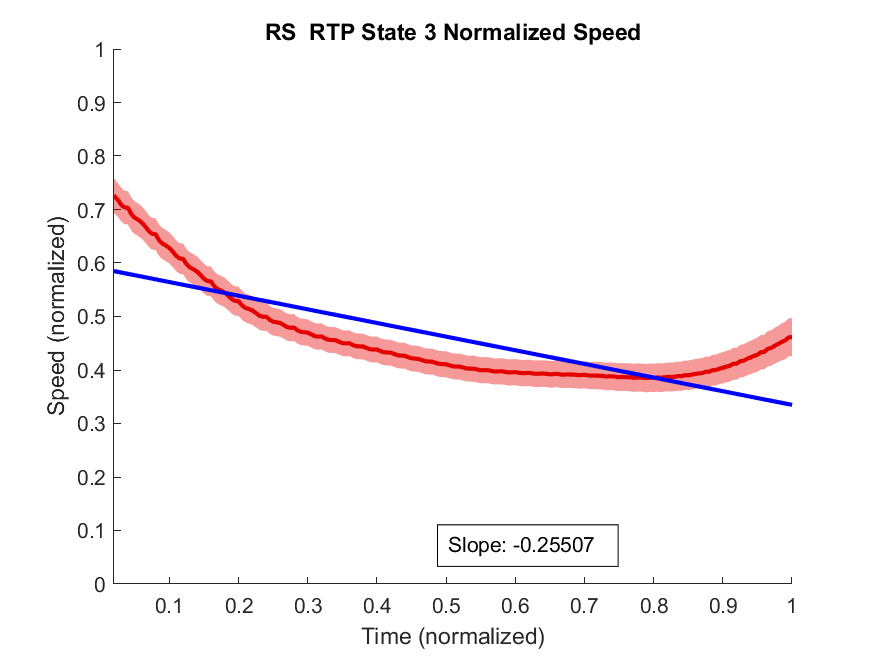 RS  RTP State 3 Normalized Speed
1
0.9
0.8
0.7
0.6
0.5
0.4
0.3
0.2
0.1
0
Speed (normalized)
Slope: -0.25507
0.1 0.2 0.3 0.4 0.5 0.6 0.7 0.8 0.9 1
Time (normalized)